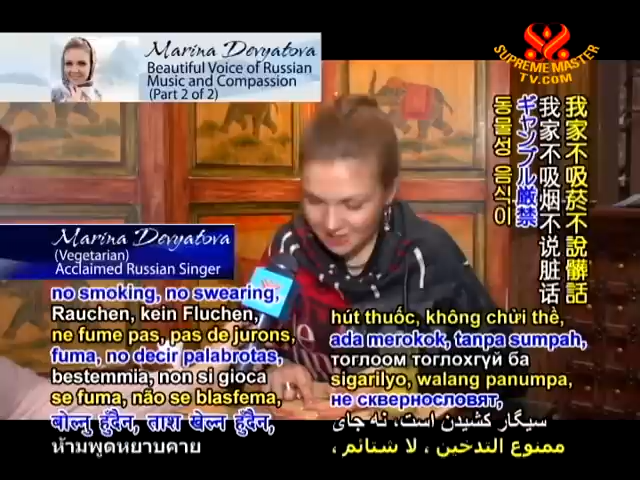 Marina Devyatova
Beautiful Voice of Russian
Music and Compassion
(Part 2 of 2)
SUPREME MASTER
TV.COM
我家不吸菸不說髒話
我家不吸烟不说脏话
ギャンブル厳禁
동물성 음식이
Marina Devyatova
(Vegetarian)
Acclaimed Russian Singer
no smoking, no swearing,
Rauchen, kein Fluchen,
ne fume pas, pas de jurons,
fuma, no decir palabrotas,
bestemmia, non si gioca
se fuma, não se blasfema,
बोल्नु हुँदैन, ताश खेल्न हुँदैन,
ห้ามพูดหยาบคาย
hút thuốc, không chửi thề,
ada merokok, tanpa sumpah,
тоглоом тоглохгүй ба
sigarilyo, walang panumpa,
не сквернословят,
سیگار کشیدن است، نه جای
ممنوع التدخين ، لا شتائم ،